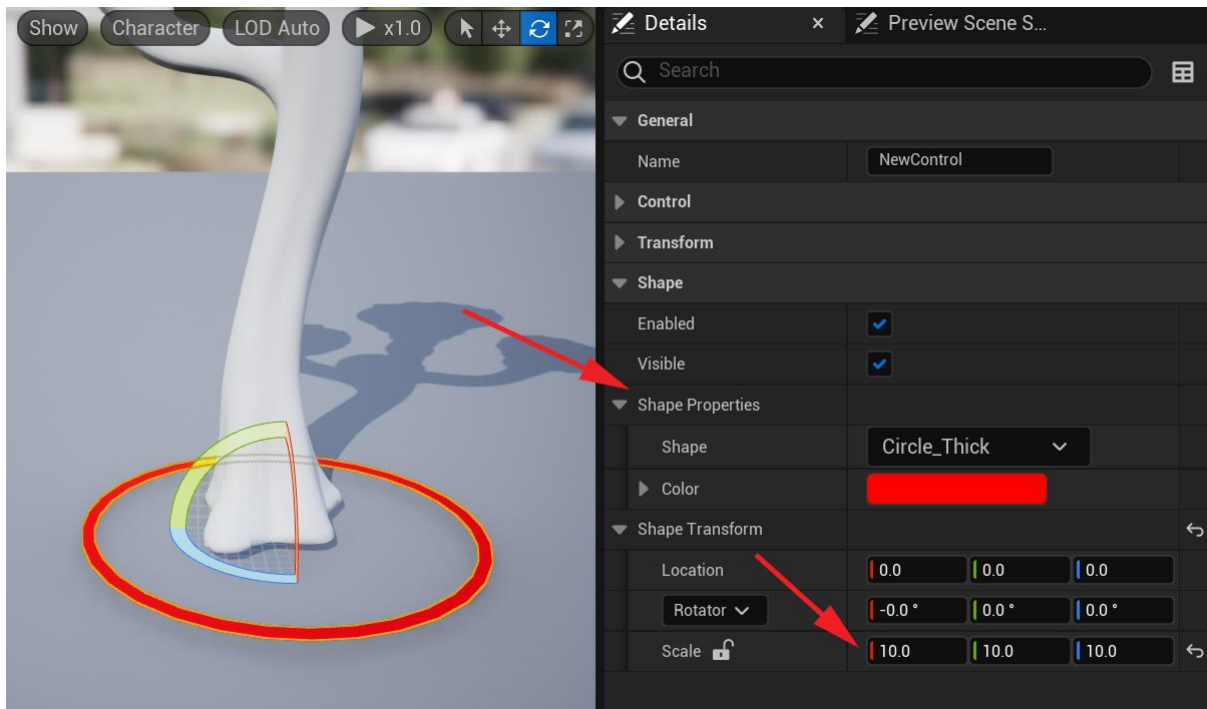 Show Character LOD Auto x1.0
Details × Preview Scene S...
Search
General
Name NewControl
Control
Transform
Shape
Enabled
Visible
Shape Properties
Shape Circle_Thick
Color
Shape Transform
Location 0.0 0.0 0.0
Rotator -0.0 ° 0.0 ° 0.0 °
Scale 10.0 10.0 10.0